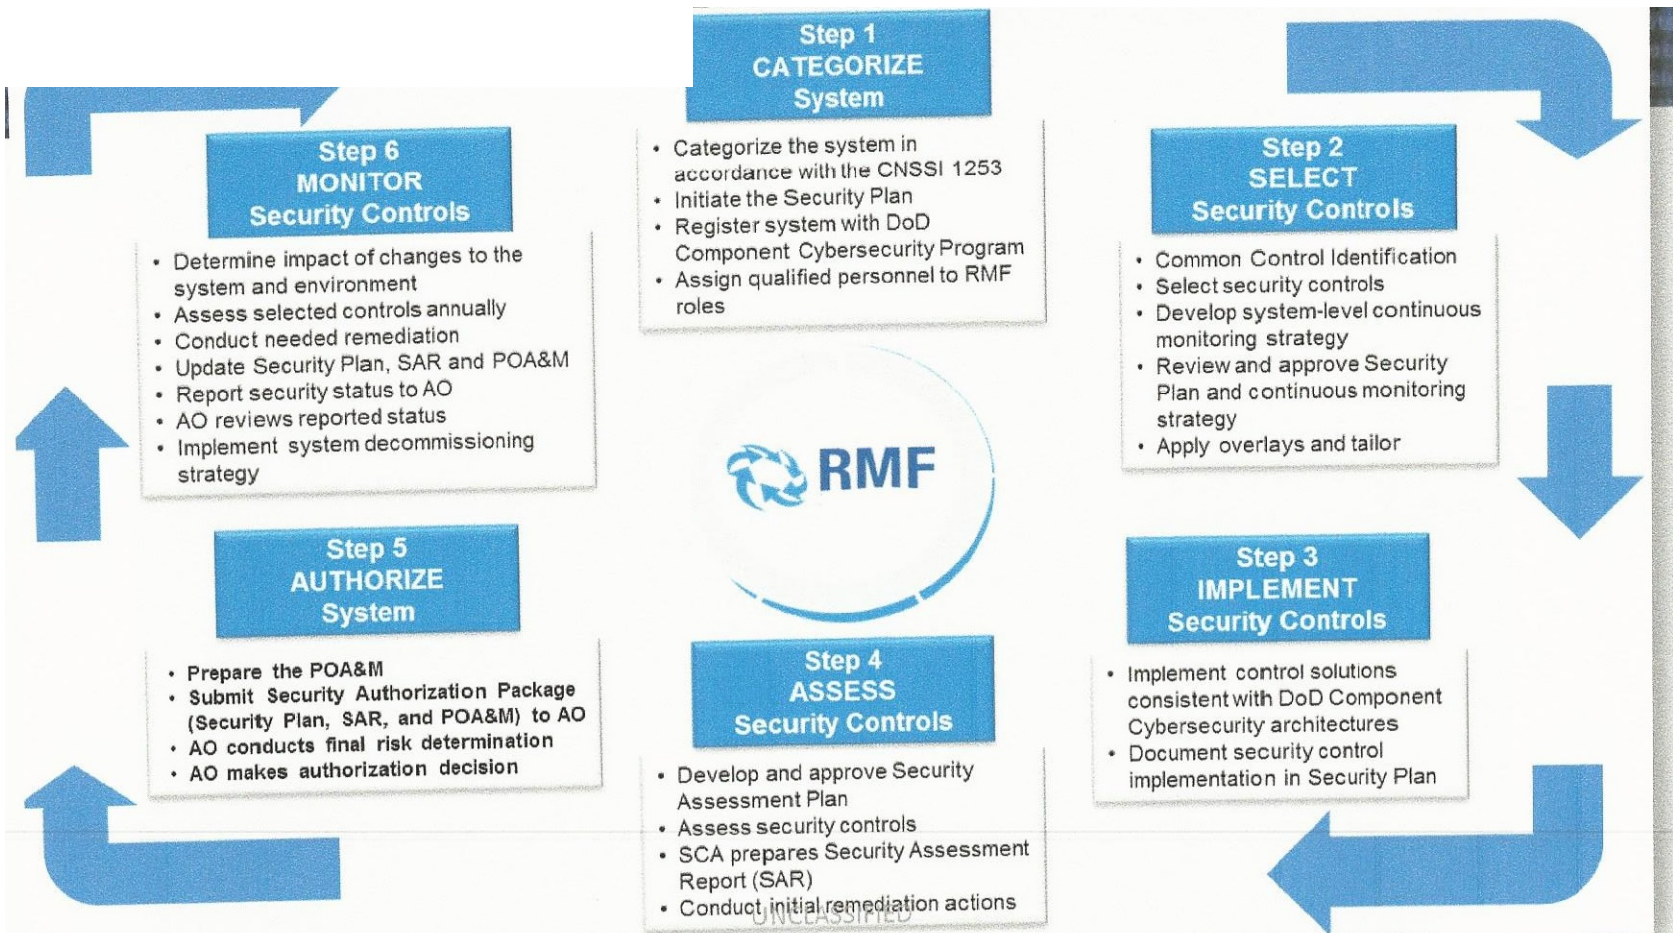 Step 1
CATEGORIZE
System
• Categorize the system in
accordance with the CNSSI 1253
• Initiate the Security Plan
• Register system with DoD
Component Cybersecurity Program
• Assign qualified personnel to RMF
roles
Step 2
SELECT
Security Controls
• Common Control Identification
• Select security controls
• Develop system-level continuous
monitoring strategy
• Review and approve Security
Plan and continuous monitoring
strategy
• Apply overlays and tailor
Step 3
IMPLEMENT
Security Controls
• Implement control solutions
consistent with DoD Component
Cybersecurity architectures
• Document security control
implementation in Security Plan
Step 4
ASSESS
Security Controls
• Develop and approve Security
Assessment Plan
• Assess security controls
• SCA prepares Security Assessment
Report (SAR)
• Conduct initial remediation actions
UNCLASSIFIED
Step 5
AUTHORIZE
System
• Prepare the POA&M
• Submit Security Authorization Package
(Security Plan, SAR, and POA&M) to AO
• AO conducts final risk determination
• AO makes authorization decision
Step 6
MONITOR
Security Controls
• Determine impact of changes to the
system and environment
• Assess selected controls annually
• Conduct needed remediation
• Update Security Plan, SAR and POA&M
• Report security status to AO
• AO reviews reported status
• Implement system decommissioning
strategy
RMF